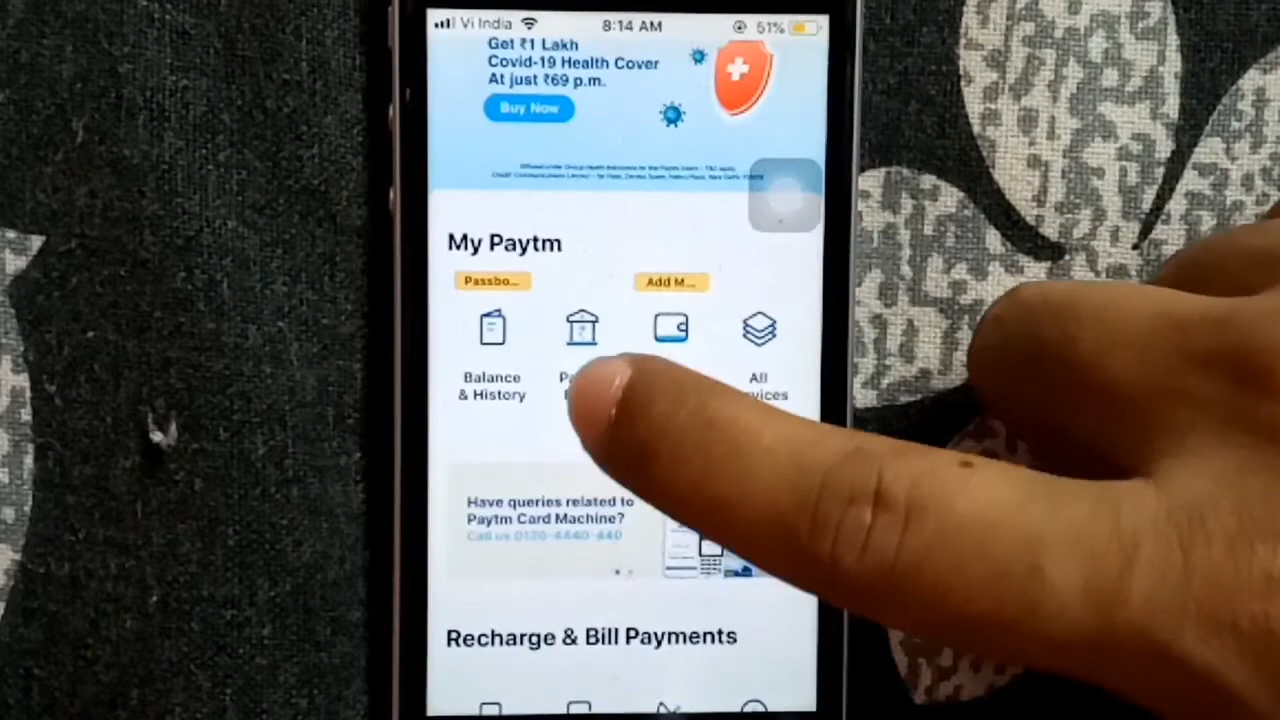 Vi India
8:14 AM
51%
Get ₹1 Lakh
Covid-19 Health Cover
At just ₹69 p.m.
Buy Now
My Paytm
Passbo...
Add M...
Balance
& History
All
Have queries related to
Paytm Card Machine?
Call us 0120-4440-440
Recharge & Bill Payments